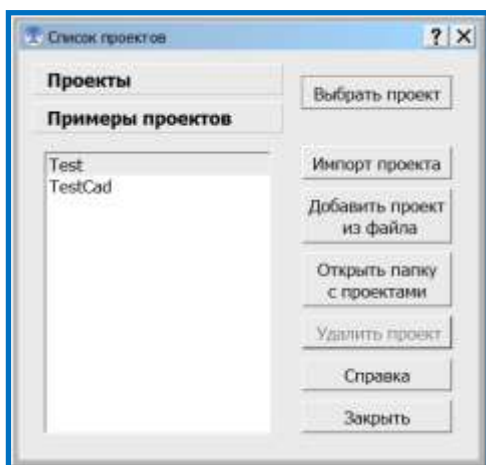 Список проектов
Проекты
Примеры проектов
Test
TestCad
Выбрать проект
Импорт проекта
Добавить проект
из файла
Открыть папку
с проектами
Удалить проект
Справка
Закрыть